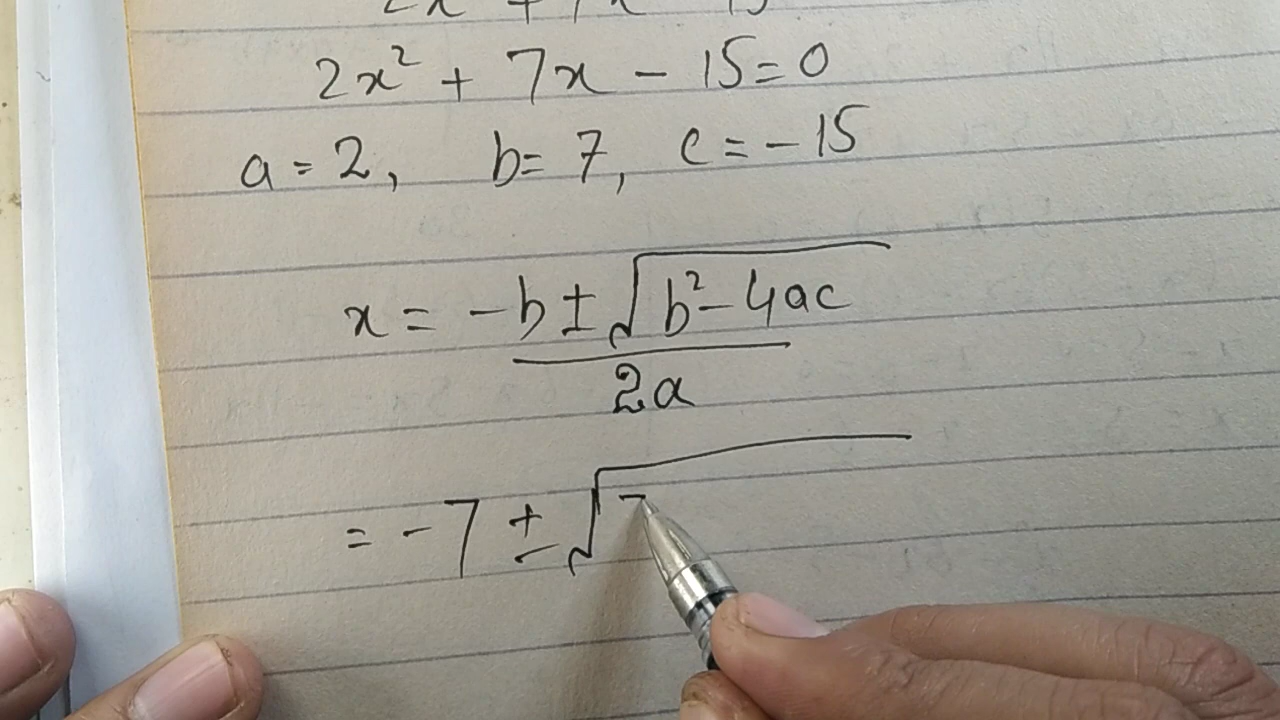 2x² + 7x - 15 = 0
a = 2, b = 7, c = - 15
x = -b ± √b² - 4ac
2a
= - 7 ± √